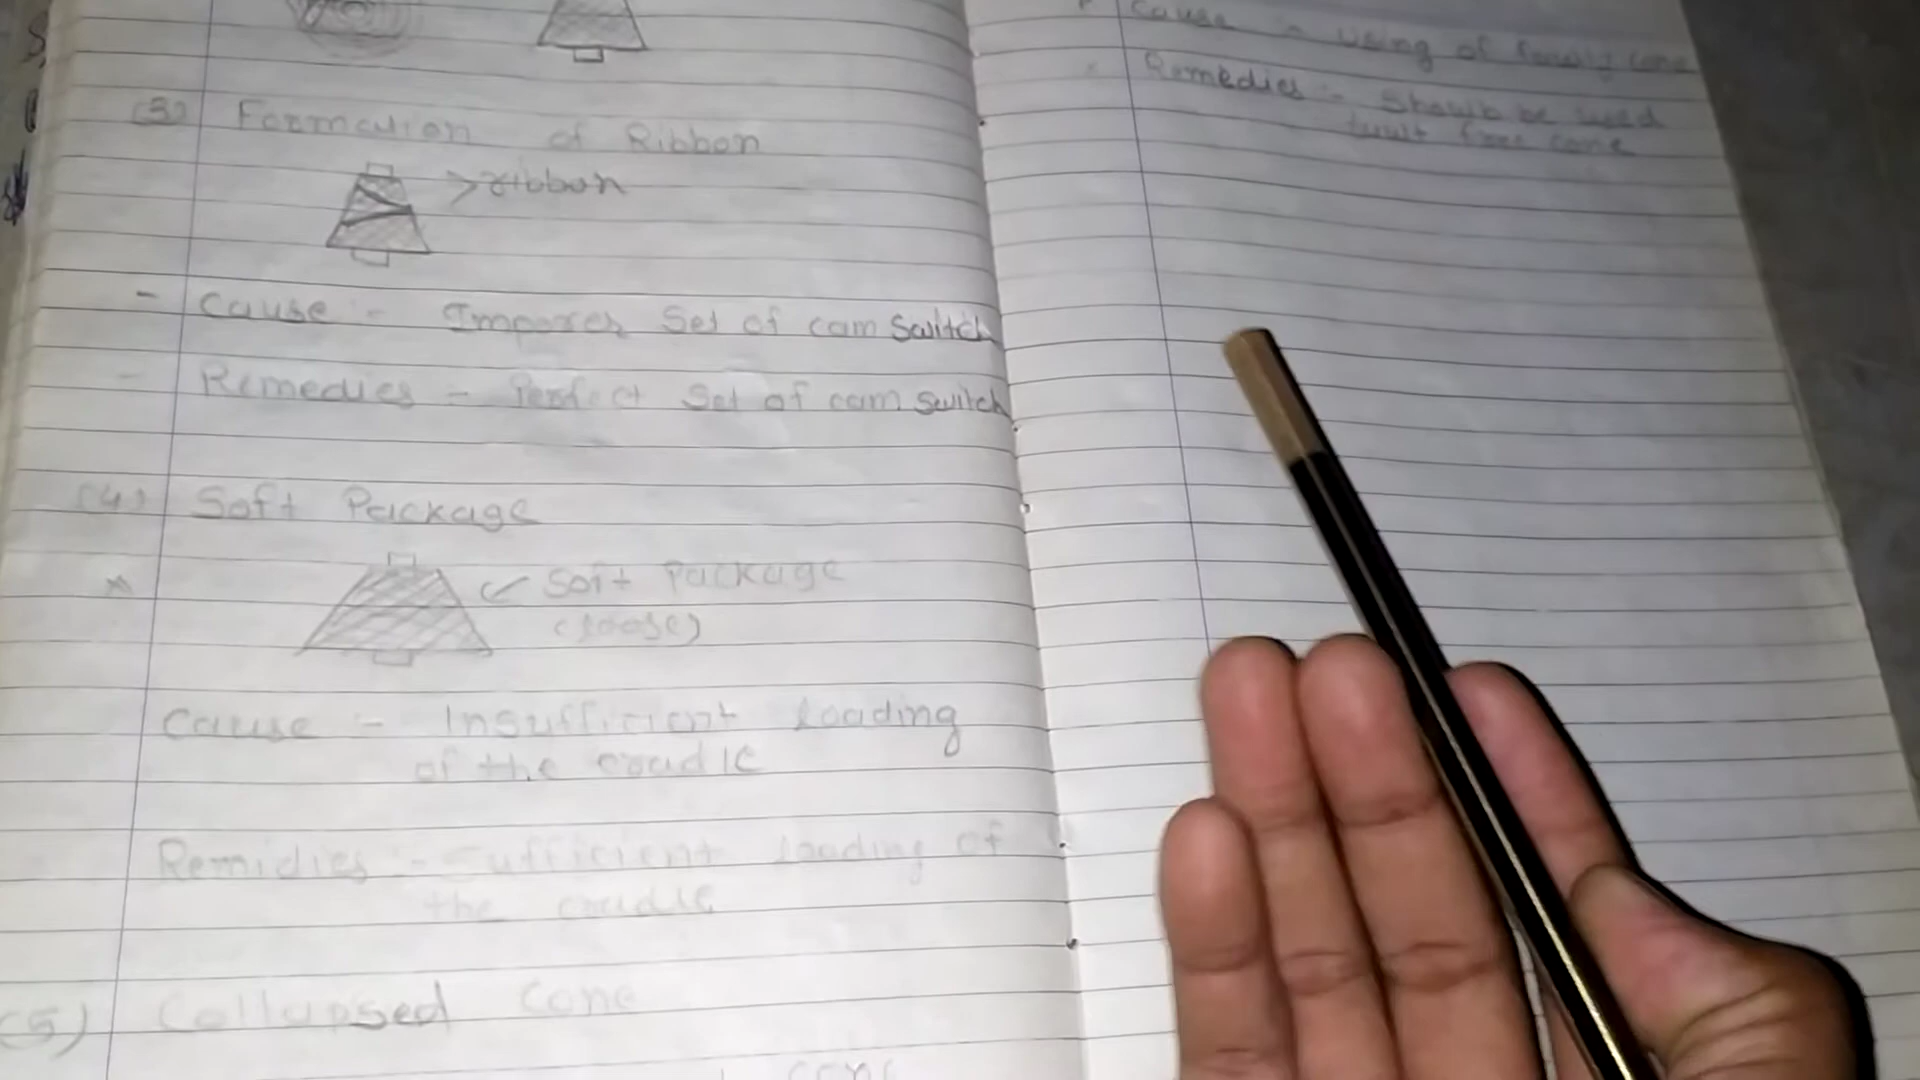 (3) Formation of Ribbon
>ribbon
- Cause :- Imporer Set of cam Switch
- Remedies - Perfect Set of cam Switch
(4) Soft Package
Soft Package
(loose)
Cause :- Insufficient loading
of the cradle
Remidies :- Sufficient loading of
the cradle
(5) Collapsed Cone
cone
Cause :- using of faulty cone
Remedies :- Should be used
fault free cone